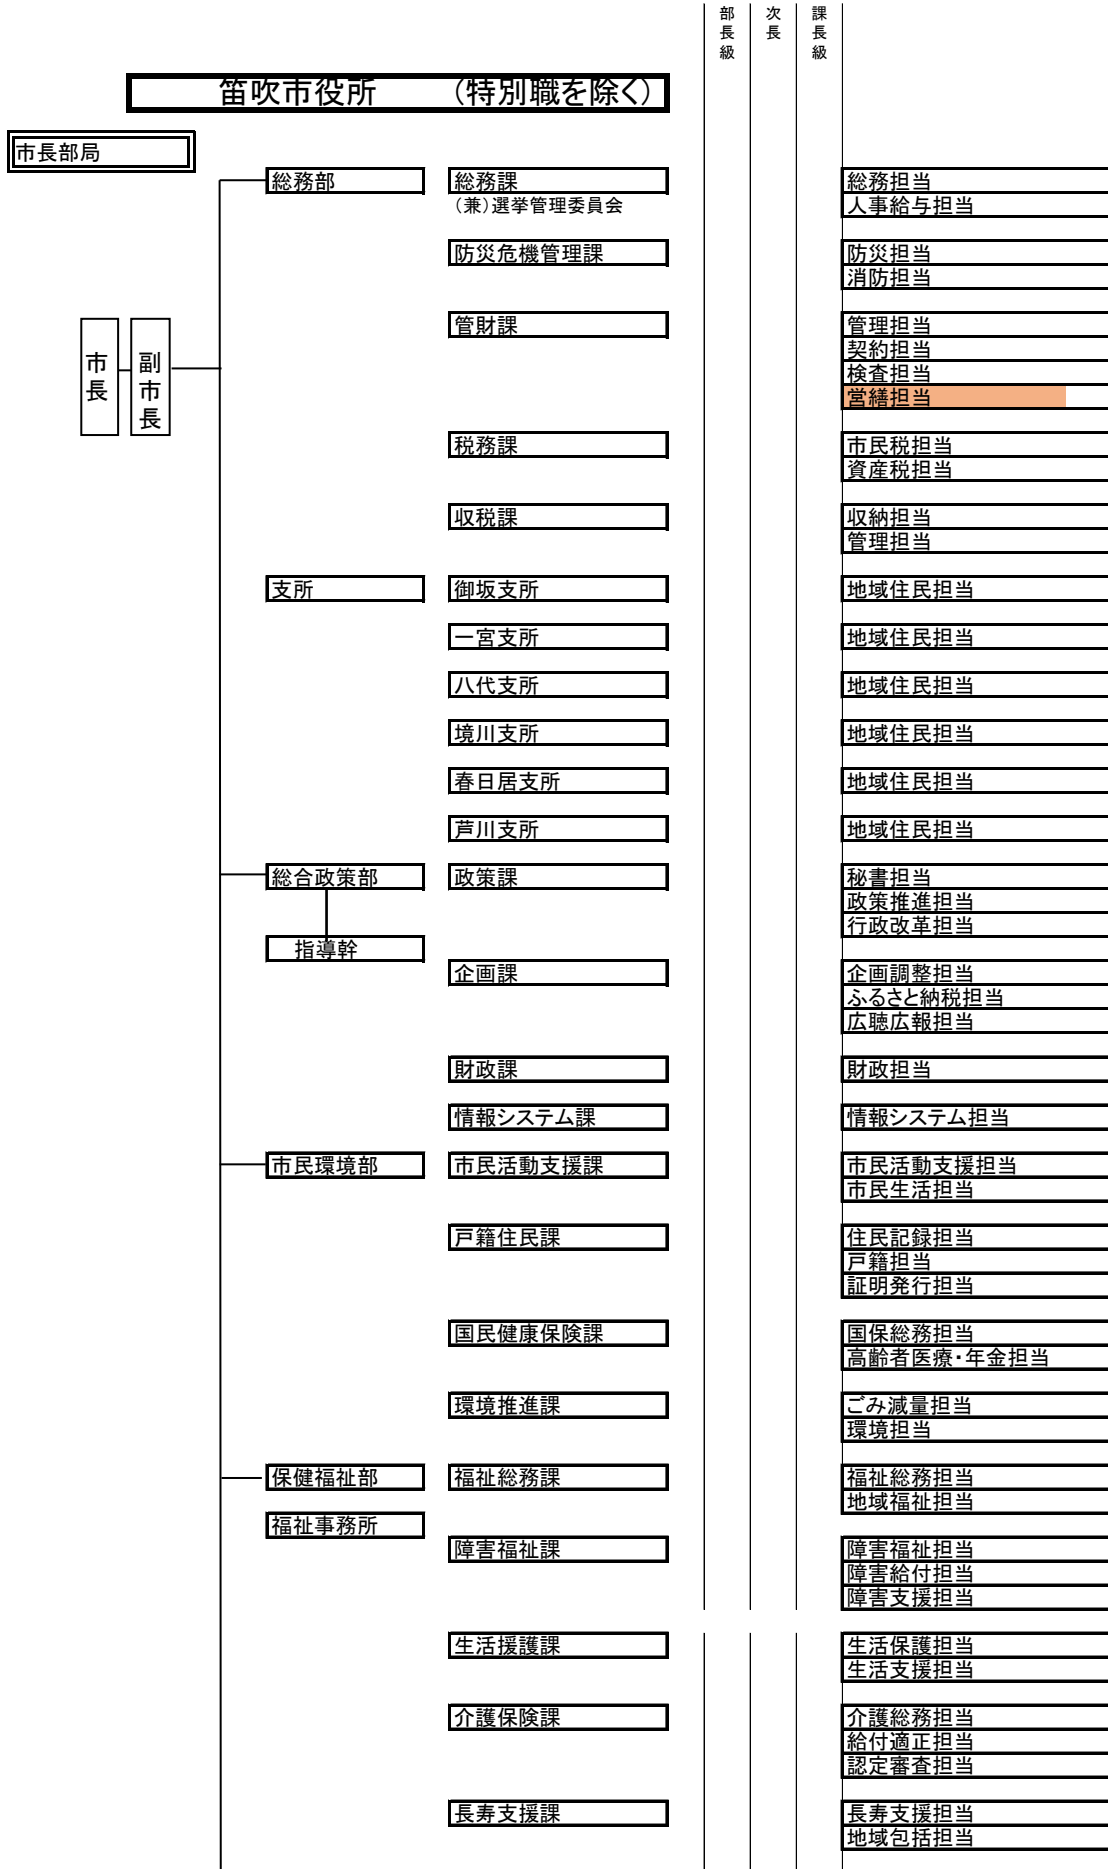 部長級
次長
課長級
笛吹市役所　　（特別職を除く）
市長部局
総務部　総務課　総務担当
（兼）選挙管理委員会　人事給与担当
防災危機管理課　防災担当
消防担当
市長
副市長
管財課　管理担当
契約担当
検査担当
営繕担当
税務課　市民税担当
資産税担当
収税課　収納担当
管理担当
支所　御坂支所　地域住民担当
一宮支所　地域住民担当
八代支所　地域住民担当
境川支所　地域住民担当
春日居支所　地域住民担当
芦川支所　地域住民担当
総合政策部　政策課　秘書担当
政策推進担当
行政改革担当
指導幹
企画課　企画調整担当
ふるさと納税担当
広聴広報担当
財政課　財政担当
情報システム課　情報システム担当
市民環境部　市民活動支援課　市民活動支援担当
市民生活担当
戸籍住民課　住民記録担当
戸籍担当
証明発行担当
国民健康保険課　国保総務担当
高齢者医療・年金担当
環境推進課　ごみ減量担当
環境担当
保健福祉部　福祉総務課　福祉総務担当
地域福祉担当
福祉事務所
障害福祉課　障害福祉担当
障害給付担当
障害支援担当
生活援護課　生活保護担当
生活支援担当
介護保険課　介護総務担当
給付適正担当
認定審査担当
長寿支援課　長寿支援担当
地域包括担当